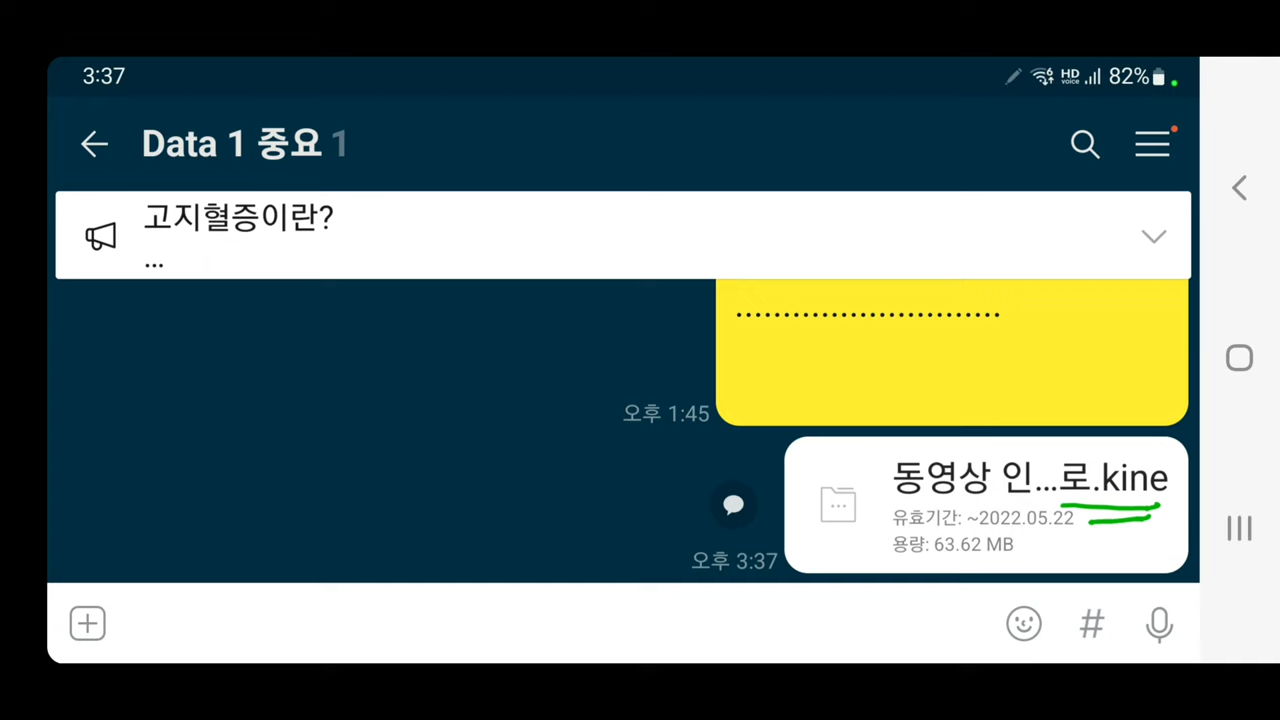 3:37
HD voice 82%
Data 1 중요 1
고지혈증이란?
...
...........................
오후 1:45
동영상 인...로.kine
유효기간: ~2022.05.22
용량: 63.62 MB
오후 3:37
#